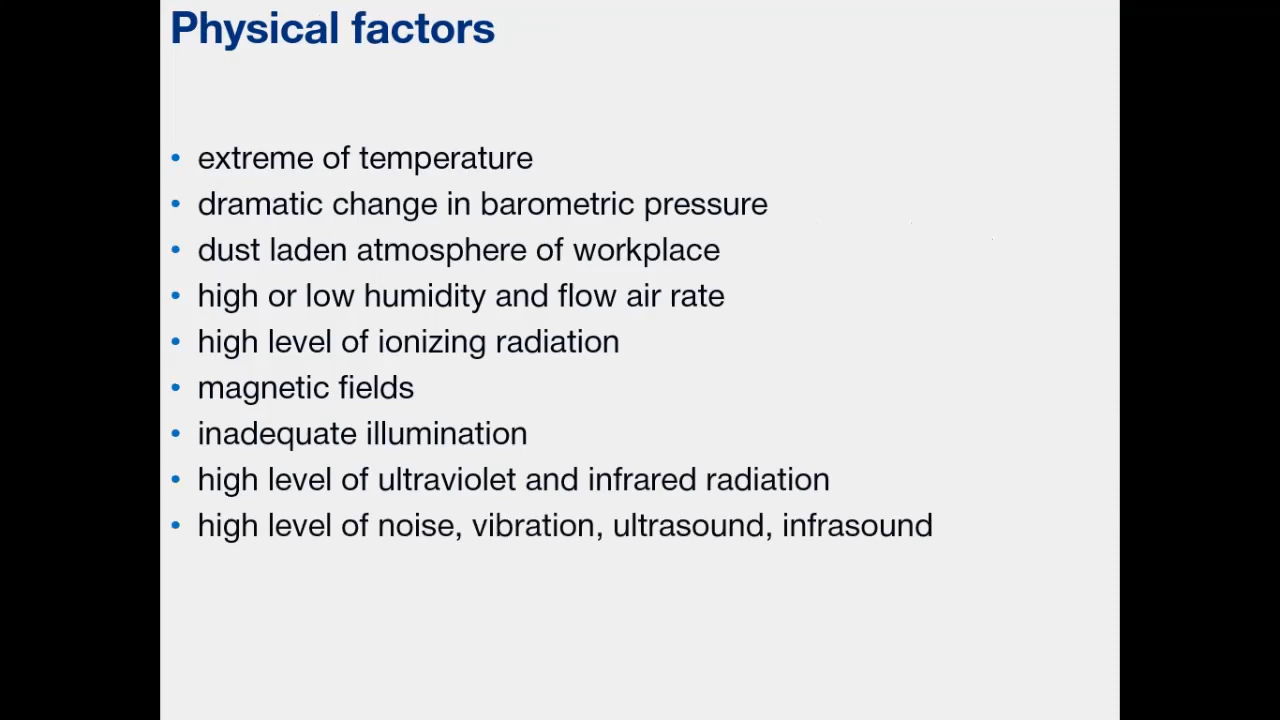 Physical factors
• extreme of temperature
• dramatic change in barometric pressure
• dust laden atmosphere of workplace
• high or low humidity and flow air rate
• high level of ionizing radiation
• magnetic fields
• inadequate illumination
• high level of ultraviolet and infrared radiation
• high level of noise, vibration, ultrasound, infrasound